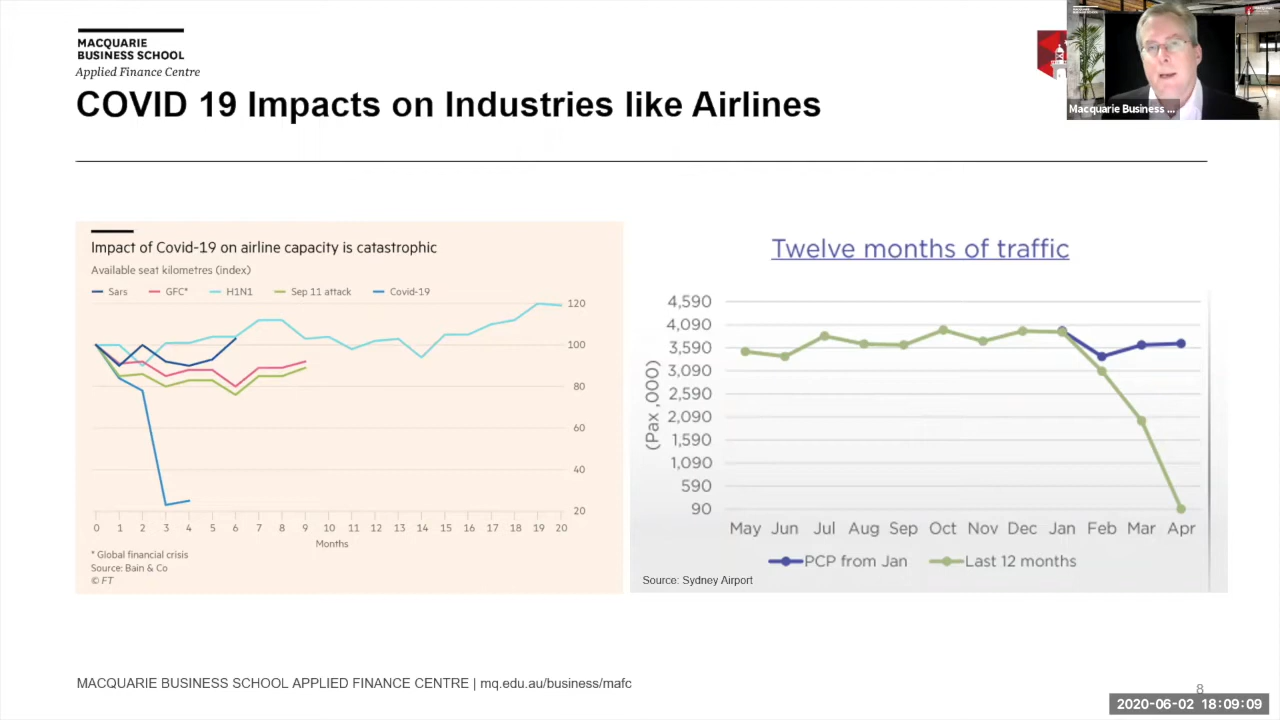 MACQUARIE
BUSINESS SCHOOL
Applied Finance Centre
COVID 19 Impacts on Industries like Airlines
Macquarie Business ...
Impact of Covid-19 on airline capacity is catastrophic
Available seat kilometres (index)
Sars GFC* H1N1 Sep 11 attack Covid-19
120
100
80
60
40
20
0 1 2 3 4 5 6 7 8 9 10 11 12 13 14 15 16 17 18 19 20
Months
* Global financial crisis
Source: Bain & Co
© FT
Twelve months of traffic
(Pax ,000)
4,590
4,090
3,590
3,090
2,590
2,090
1,590
1,090
590
90
May Jun Jul Aug Sep Oct Nov Dec Jan Feb Mar Apr
PCP from Jan Last 12 months
Source: Sydney Airport
MACQUARIE BUSINESS SCHOOL APPLIED FINANCE CENTRE | mq.edu.au/business/mafc
8
2020-06-02 18:09:09